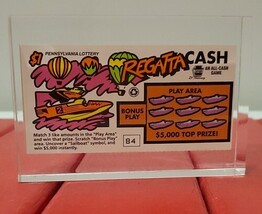 $1 PENNSYLVANIA LOTTERY
REGATTA CASH
AN ALL-CASH
GAME
PLAY AREA
BONUS
PLAY
Match 3 like amounts in the "Play Area"
and win that prize. Scratch "Bonus Play"
area. Uncover a "Sailboat" symbol, and
win $5,000 instantly.
B4
$5,000 TOP PRIZE!